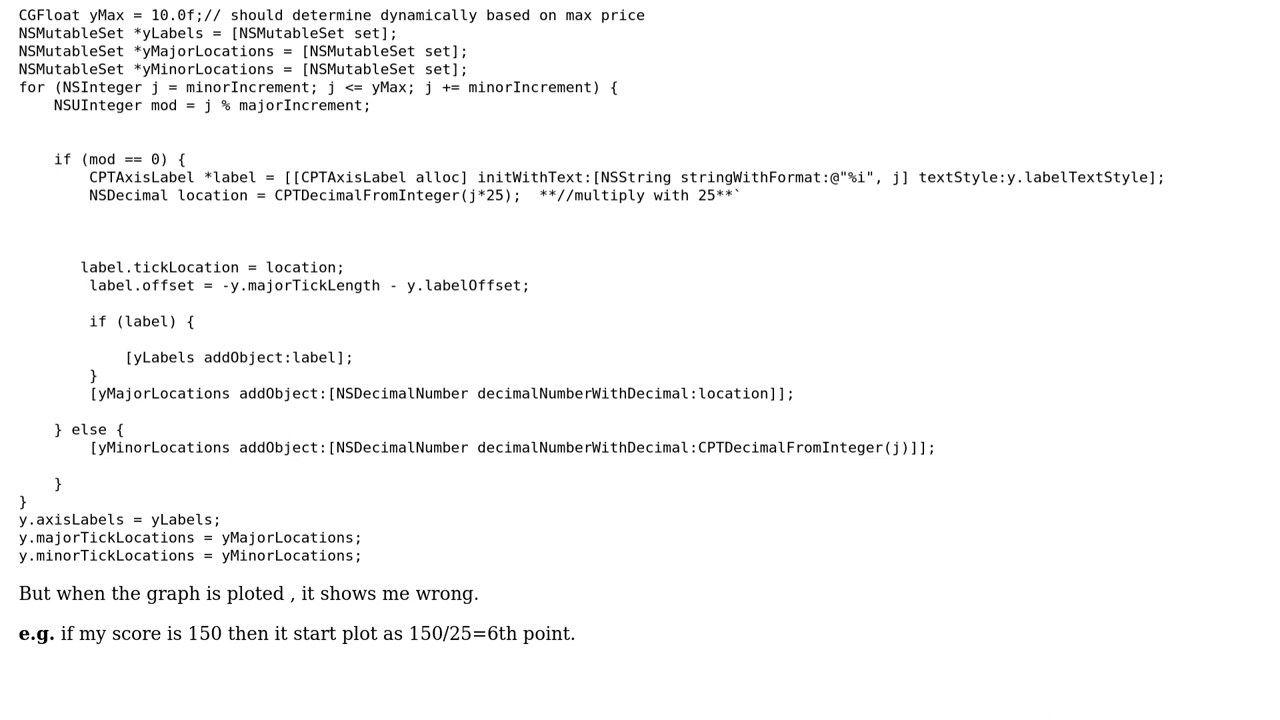 CGFloat yMax = 10.0f;// should determine dynamically based on max price
NSMutableSet *yLabels = [NSMutableSet set];
NSMutableSet *yMajorLocations = [NSMutableSet set];
NSMutableSet *yMinorLocations = [NSMutableSet set];
for (NSInteger j = minorIncrement; j <= yMax; j += minorIncrement) {
    NSUInteger mod = j % majorIncrement;
    if (mod == 0) {
        CPTAxisLabel *label = [[CPTAxisLabel alloc] initWithText:[NSString stringWithFormat:@"%i", j] textStyle:y.labelTextStyle];
        NSDecimal location = CPTDecimalFromInteger(j*25);  **//multiply with 25**`
       label.tickLocation = location;
        label.offset = -y.majorTickLength - y.labelOffset;
        if (label) {
            [yLabels addObject:label];
        }
        [yMajorLocations addObject:[NSDecimalNumber decimalNumberWithDecimal:location]];
    } else {
        [yMinorLocations addObject:[NSDecimalNumber decimalNumberWithDecimal:CPTDecimalFromInteger(j)]];
    }
}
y.axisLabels = yLabels;
y.majorTickLocations = yMajorLocations;
y.minorTickLocations = yMinorLocations;
But when the graph is ploted , it shows me wrong.
e.g. if my score is 150 then it start plot as 150/25=6th point.